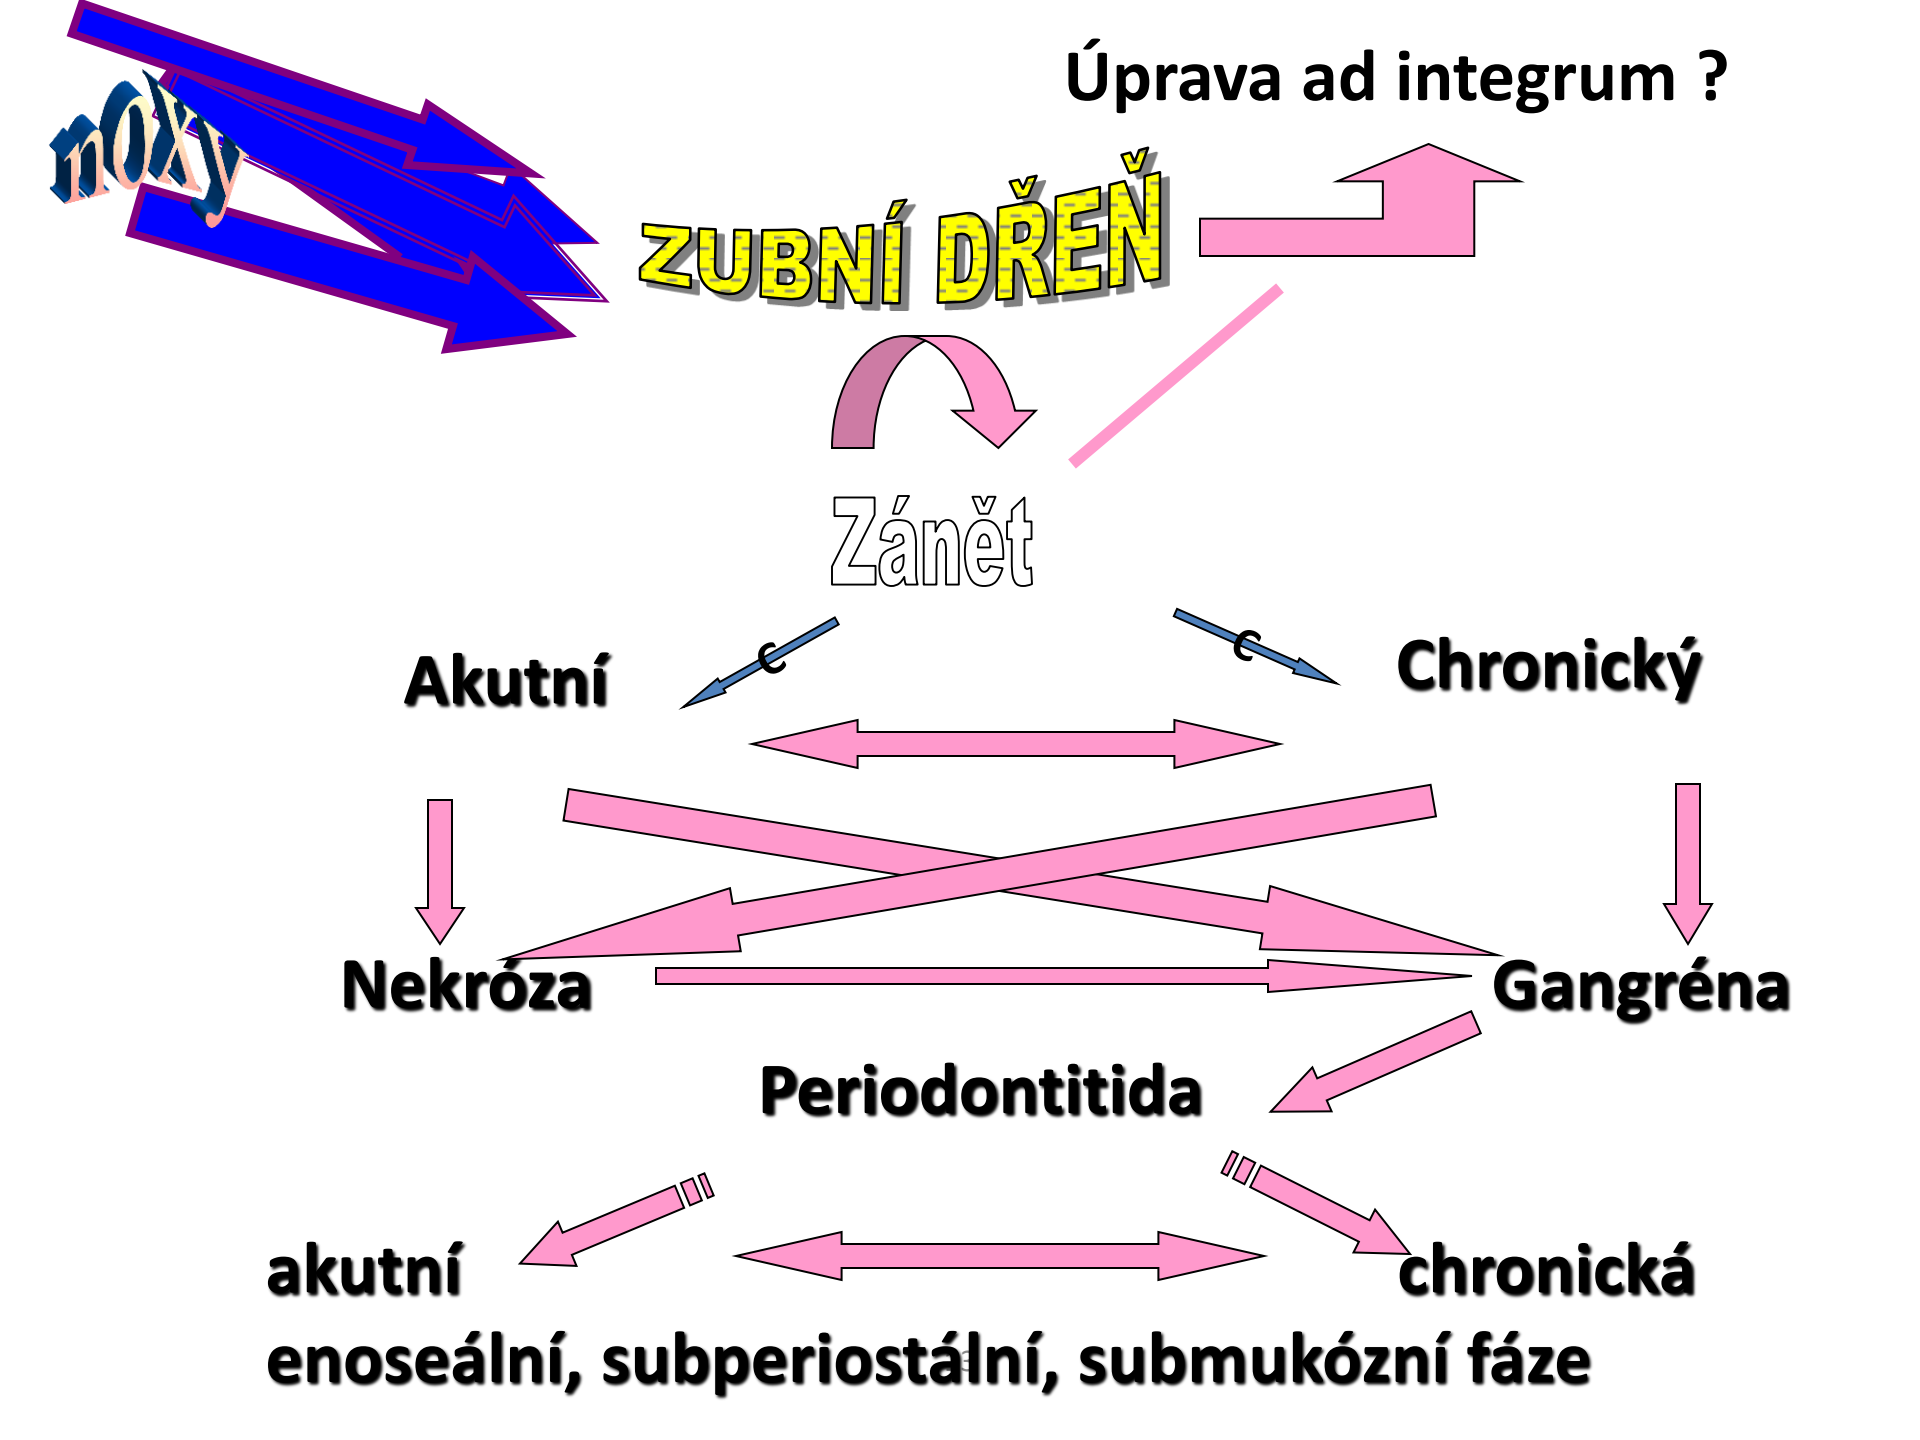 Úprava ad integrum ?
noxy
ZUBNÍ DŘEŇ
Zánět
C
C
Akutní
Chronický
Nekróza
Gangréna
Periodontitida
akutní
chronická
enoseální, subperiostální, submukózní fáze